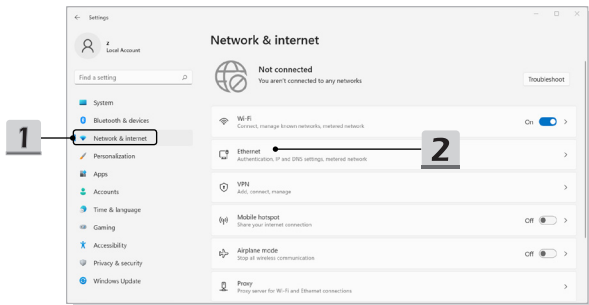 Settings
z
Local Account
Find a setting
System
Bluetooth & devices
Network & internet
Personalization
Apps
Accounts
Time & language
Gaming
Accessibility
Privacy & security
Windows Update
1
Network & internet
Not connected
You aren't connected to any networks
Troubleshoot
Wi-Fi
Connect, manage known networks, metered network
On
Ethernet
Authentication, IP and DNS settings, metered network
2
VPN
Add, connect, manage
Mobile hotspot
Share your internet connection
Off
Airplane mode
Stop all wireless communication
Off
Proxy
Proxy server for Wi-Fi and Ethernet connections